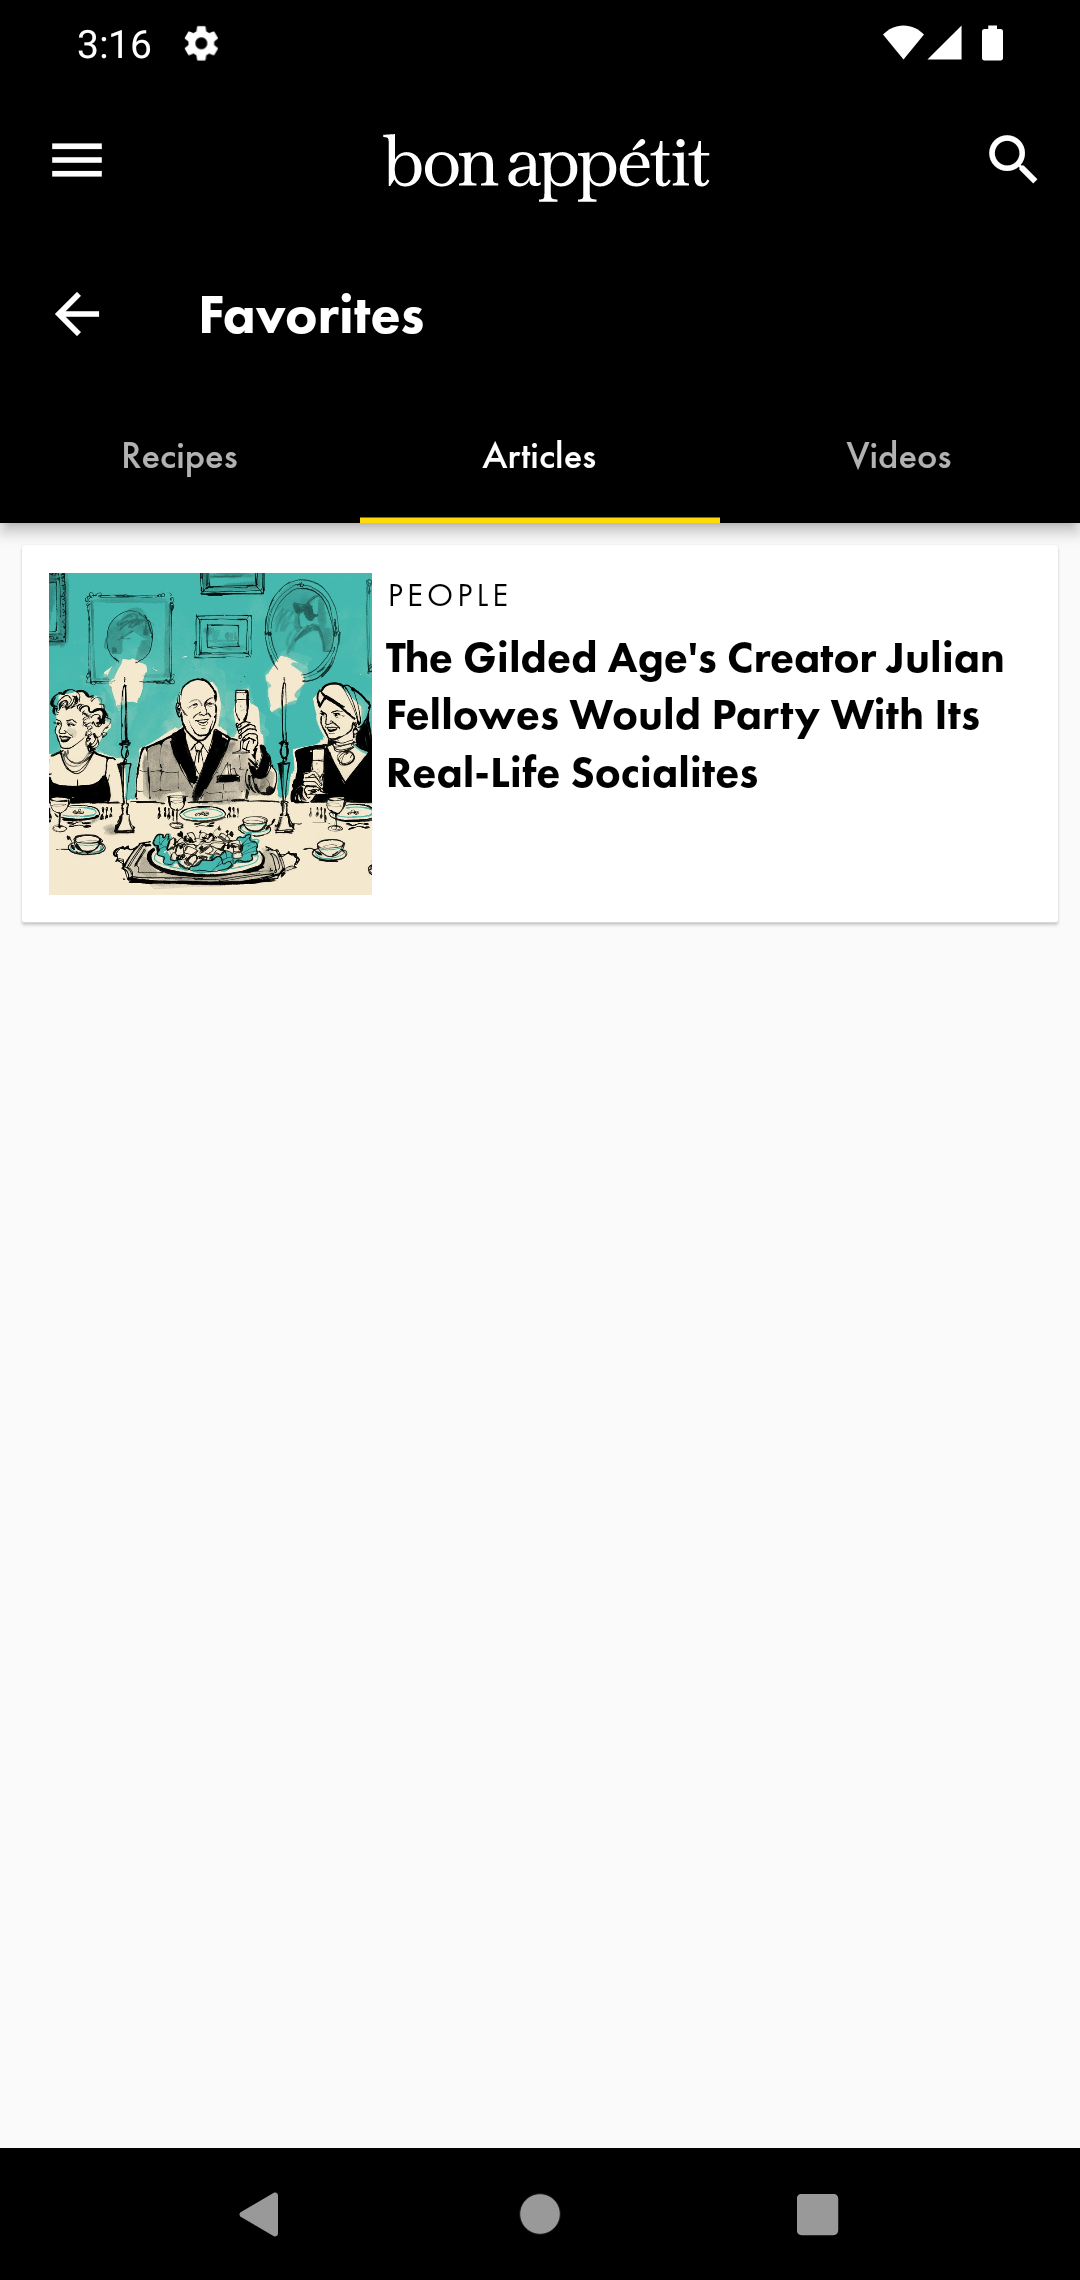 3:16
bon appétit
Favorites
Recipes
Articles
Videos
PEOPLE
The Gilded Age's Creator Julian
Fellowes Would Party With Its
Real-Life Socialites